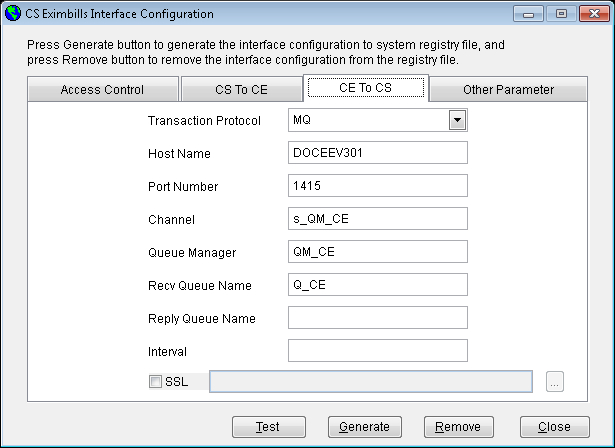 CS Eximbills Interface Configuration
Press Generate button to generate the interface configuration to system registry file, and
press Remove button to remove the interface configuration from the registry file.
Access Control CS To CE CE To CS Other Parameter
Transaction Protocol MQ
Host Name DOCEEV301
Port Number 1415
Channel s_QM_CE
Queue Manager QM_CE
Recv Queue Name Q_CE
Reply Queue Name
Interval
SSL ...
Test Generate Remove Close